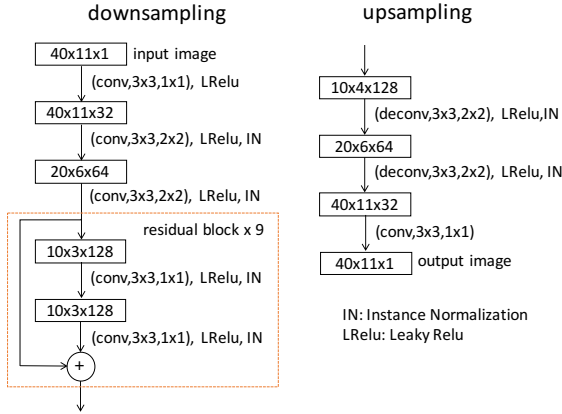 downsampling
40x11x1 input image
(conv,3x3,1x1), LRelu
40x11x32
(conv,3x3,2x2), LRelu, IN
20x6x64
(conv,3x3,2x2), LRelu, IN
residual block x 9
10x3x128
(conv,3x3,1x1), LRelu, IN
10x3x128
(conv,3x3,1x1), LRelu, IN
+
upsampling
10x4x128
(deconv,3x3,2x2), LRelu,IN
20x6x64
(deconv,3x3,2x2), LRelu, IN
40x11x32
(conv,3x3,1x1)
40x11x1 output image
IN: Instance Normalization
LRelu: Leaky Relu